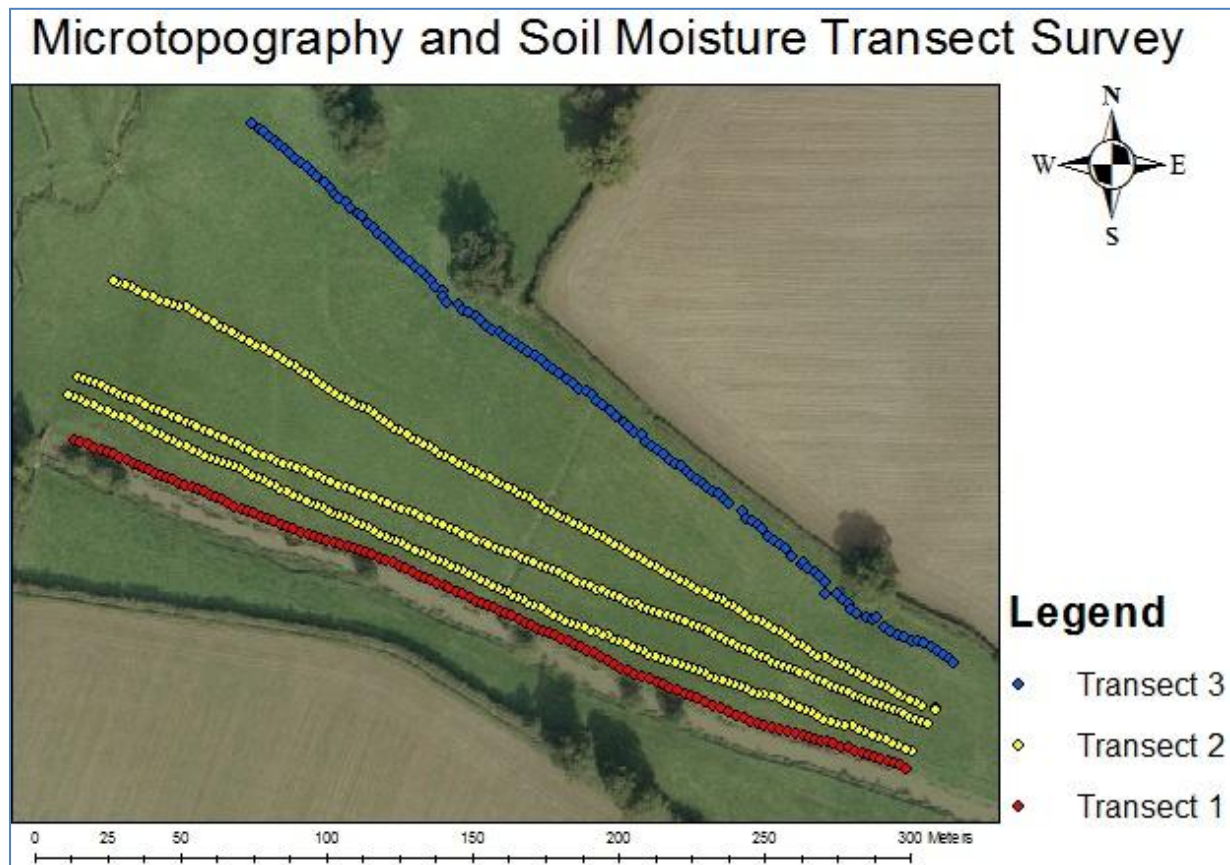 Microtopography and Soil Moisture Transect Survey
N
W E
S
Legend
Transect 3
Transect 2
Transect 1
0 25 50 100 150 200 250 300 Meters